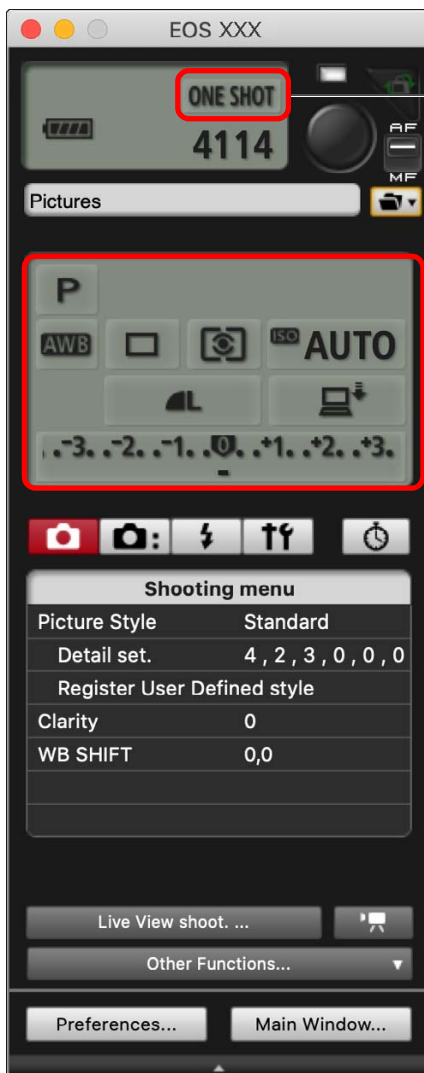 EOS XXX
ONE SHOT
4114
AF
MF
Pictures
P
AWB
ISO AUTO
L
.-3. .-2. .-1. .0. .+1. .+2. .+3.
Shooting menu
Picture Style Standard
Detail set. 4 , 2 , 3 , 0 , 0 , 0
Register User Defined style
Clarity 0
WB SHIFT 0,0
Live View shoot. ...
Other Functions...
Preferences... Main Window...